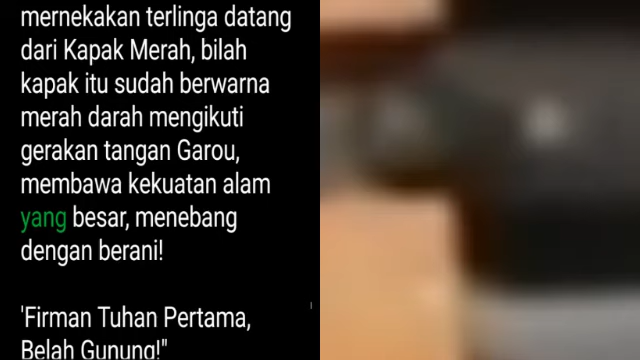 mernekakan terlinga datang
dari Kapak Merah, bilah
kapak itu sudah berwarna
merah darah mengikuti
gerakan tangan Garou,
membawa kekuatan alam
yang besar, menebang
dengan berani!
'Firman Tuhan Pertama,
Belah Gunung!"